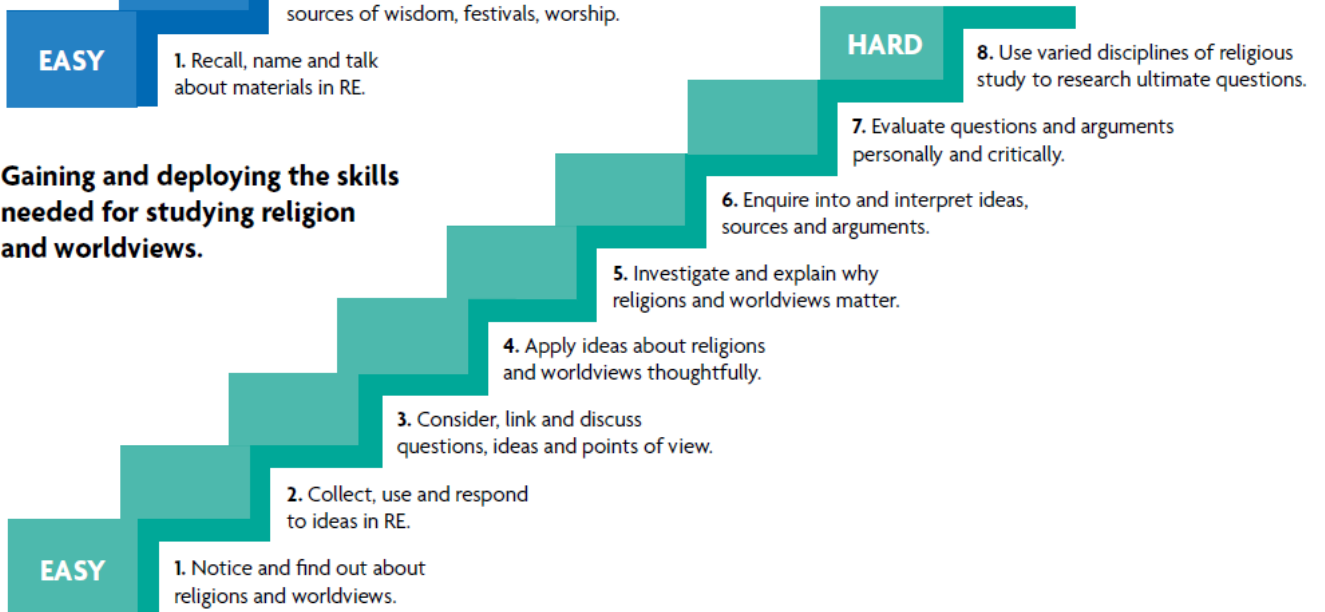 sources of wisdom, festivals, worship.
EASY
1. Recall, name and talk
about materials in RE.
Gaining and deploying the skills
needed for studying religion
and worldviews.
HARD
8. Use varied disciplines of religious
study to research ultimate questions.
7. Evaluate questions and arguments
personally and critically.
6. Enquire into and interpret ideas,
sources and arguments.
5. Investigate and explain why
religions and worldviews matter.
4. Apply ideas about religions
and worldviews thoughtfully.
3. Consider, link and discuss
questions, ideas and points of view.
2. Collect, use and respond
to ideas in RE.
EASY
1. Notice and find out about
religions and worldviews.